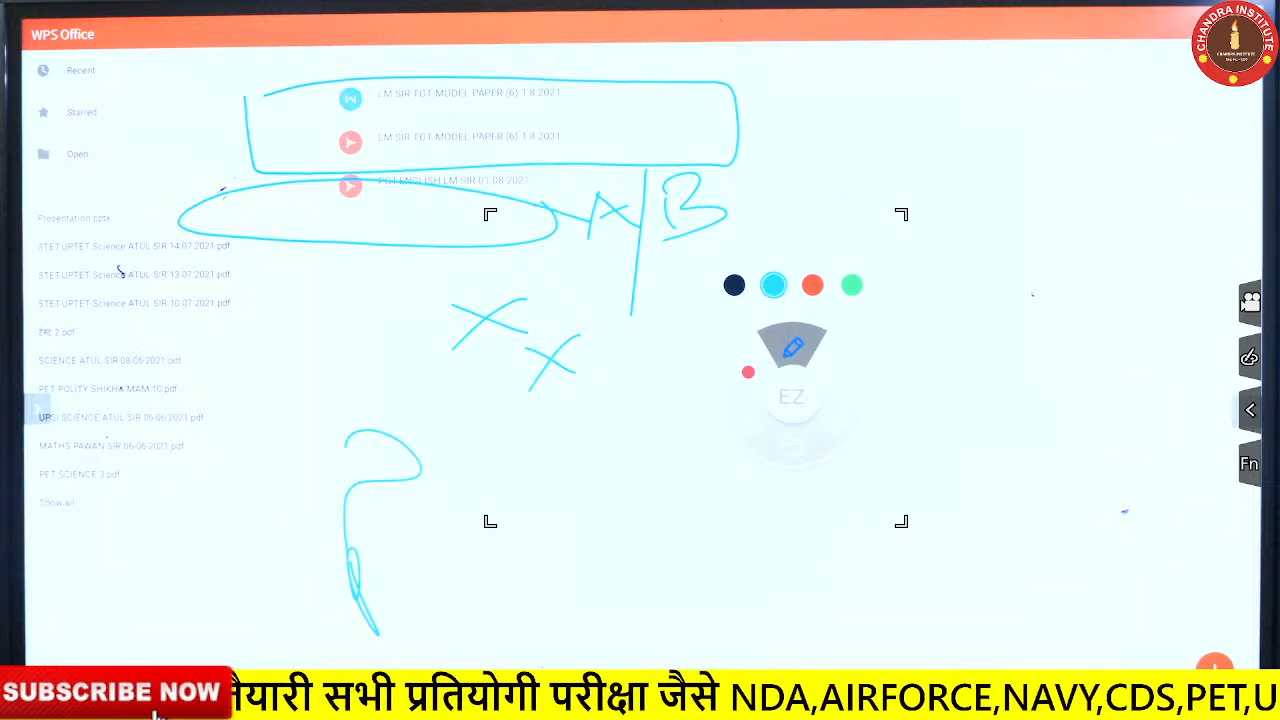 WPS Office
CHANDRA INSTITUTE
Recent
LM SIR TGT MODEL PAPER (6) 1.8.2021
Starred
LM SIR TGT MODEL PAPER (6) 1.8.2021
Open
PGT ENGLISH LM SIR 01.08.2021
A/B
Presentation.pptx
STET-UPTET Science ATUL SIR 14.07.2021.pdf
STET-UPTET Science ATUL SIR 13.07.2021.pdf
STET-UPTET Science ATUL SIR 10.07.2021.pdf
SCIENCE ATUL SIR 08-06-2021.pdf
PET POLITY SHIKHA MAM 10.pdf
UPSI SCIENCE ATUL SIR 06-06-2021.pdf
MATHS PAWAN SIR 06-06 2021.pdf
PET SCIENCE 3.pdf
Show all
EZ
Fn
SUBSCRIBE NOW
तैयारी सभी प्रतियोगी परीक्षा जैसे NDA,AIRFORCE,NAVY,CDS,PET,U